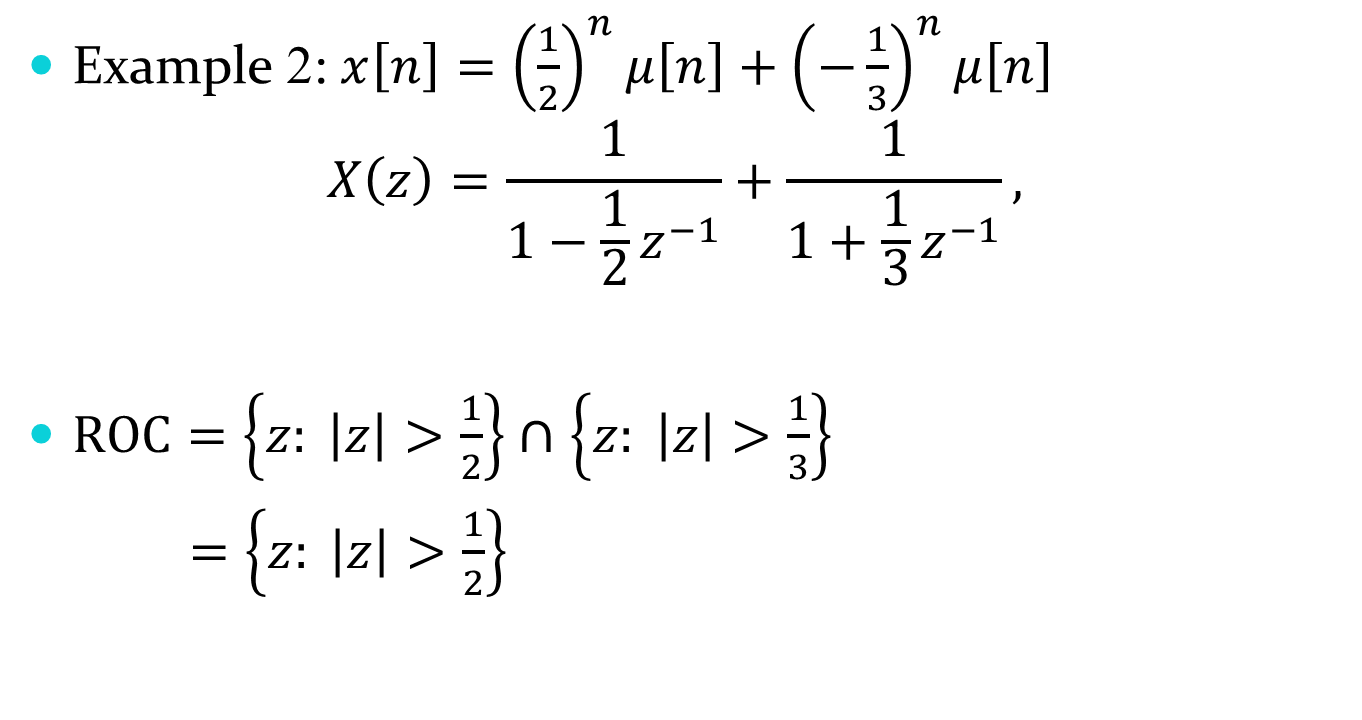 • Example 2: x[n] = (1/2)^n μ[n] + (−1/3)^n μ[n]
X(z) = 1/(1 − 1/2 z^−1) + 1/(1 + 1/3 z^−1),
• ROC = {z: |z| > 1/2} ∩ {z: |z| > 1/3}
= {z: |z| > 1/2}